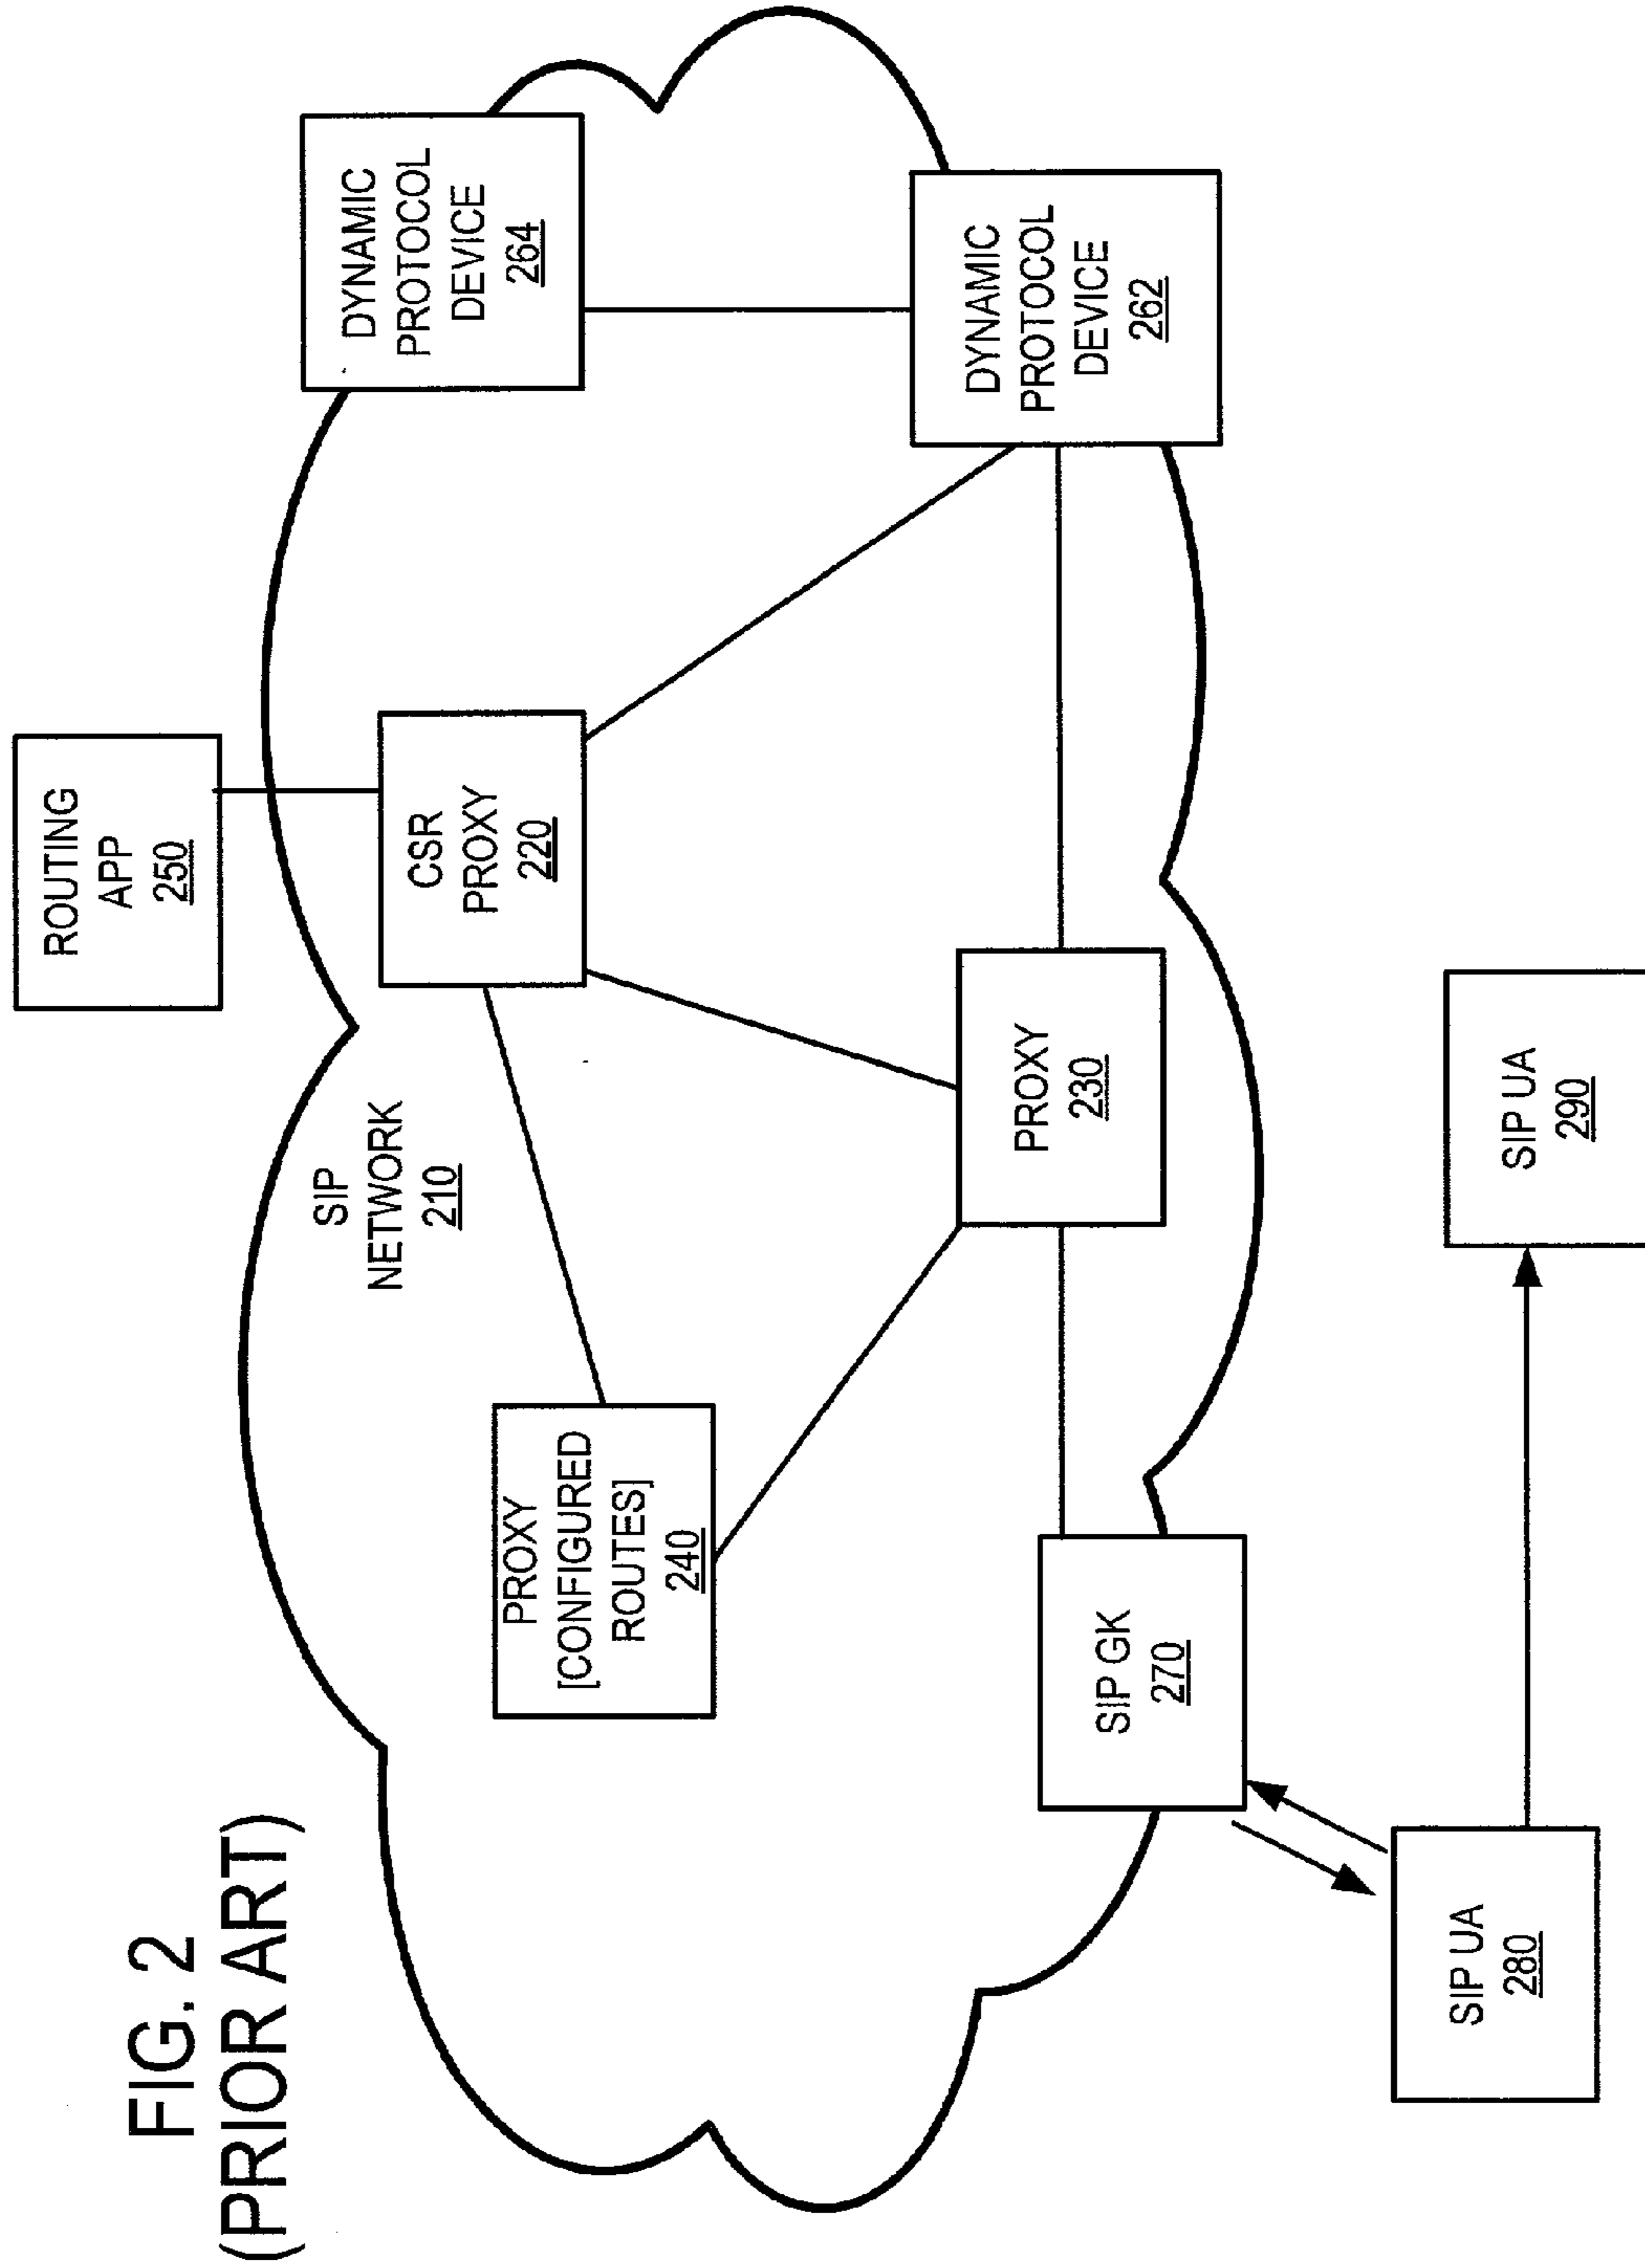 FIG. 2
(PRIOR ART)
ROUTING
APP
250
SIP
NETWORK
210
CSR
PROXY
220
DYNAMIC
PROTOCOL
DEVICE
264
PROXY
[CONFIGURED
ROUTES]
240
PROXY
230
DYNAMIC
PROTOCOL
DEVICE
262
SIP GK
270
SIP UA
280
SIP UA
290